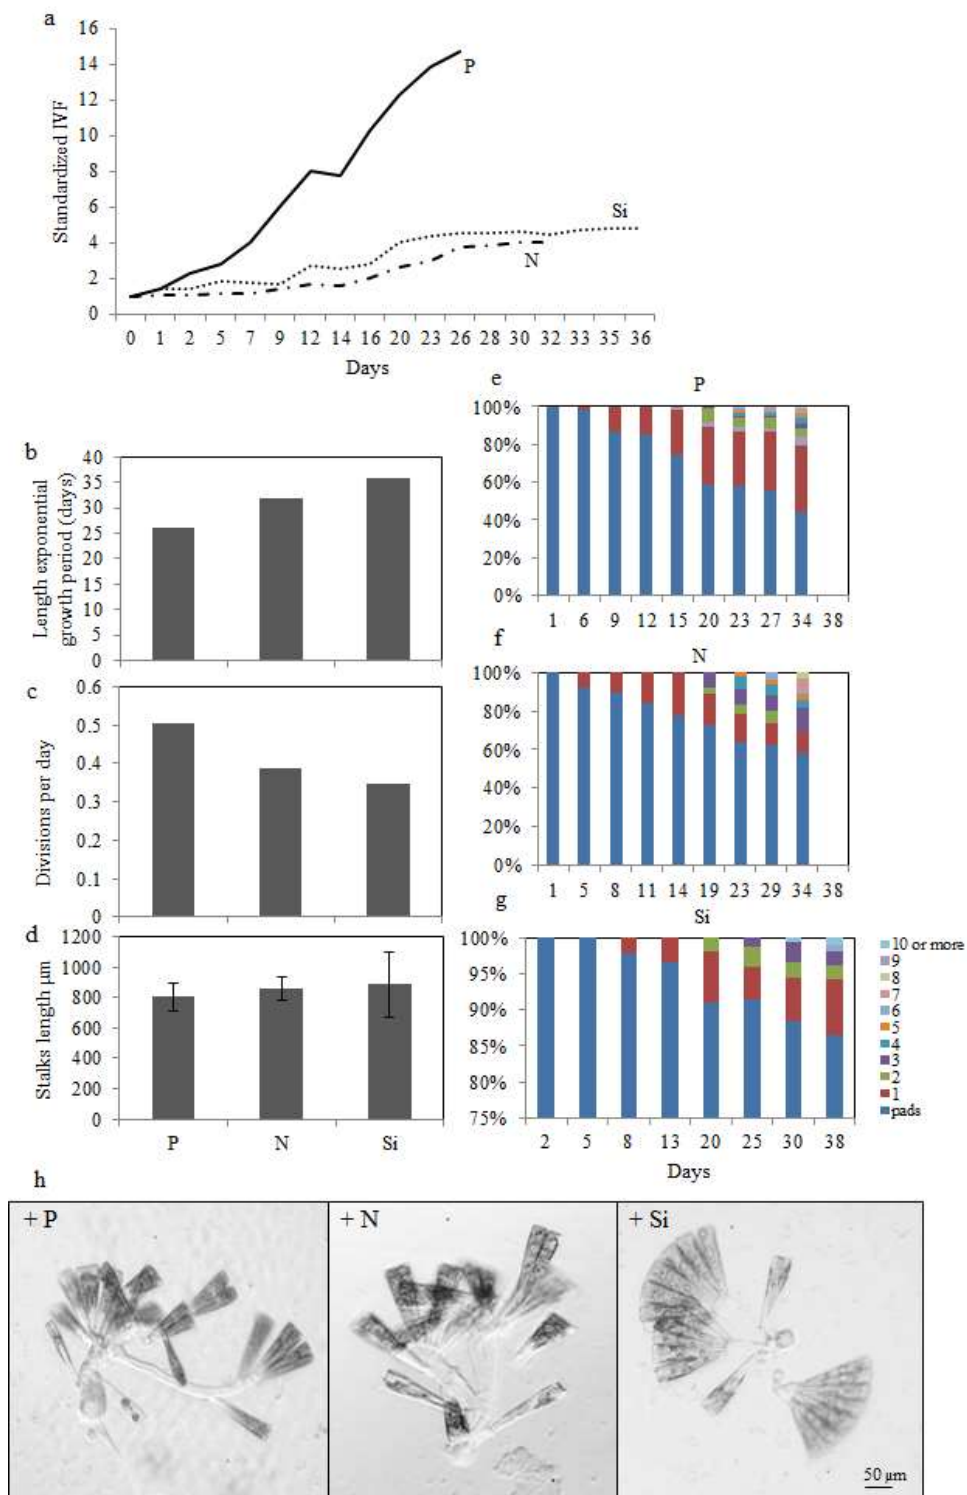 a
16
14
12
10
8
6
4
2
0
Standardized IVF
P
Si
N
0 1 2 5 7 9 12 14 16 20 23 26 28 30 32 33 35 36
Days
b
40
35
30
25
20
15
10
5
0
Length exponential
growth period (days)
c
0.6
0.5
0.4
0.3
0.2
0.1
0
Divisions per day
d
1200
1000
800
600
400
200
0
Stalks length µm
P N Si
e
P
100%
80%
60%
40%
20%
0%
1 6 9 12 15 20 23 27 34 38
f
N
100%
80%
60%
40%
20%
0%
1 5 8 11 14 19 23 29 34 38
g
Si
100%
95%
90%
85%
80%
75%
2 5 8 13 20 25 30 38
Days
10 or more
9
8
7
6
5
4
3
2
1
pads
h
+ P
+ N
+ Si
50 µm